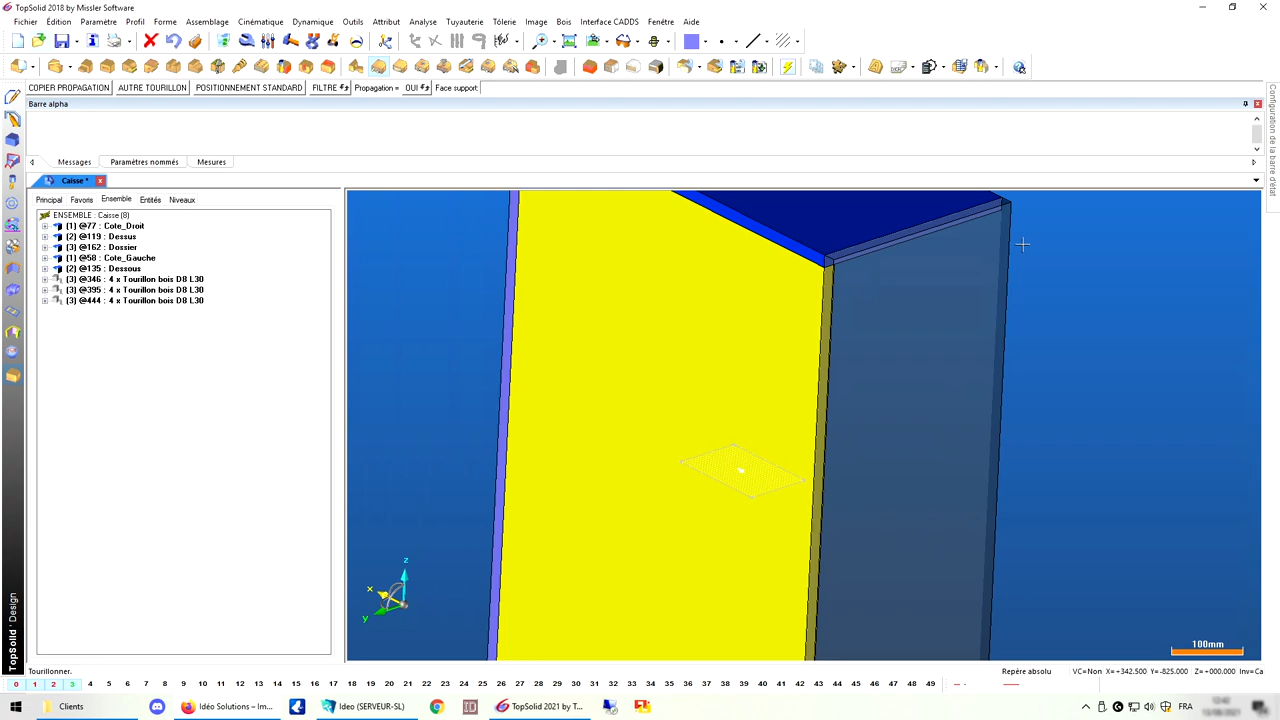 TopSolid 2018 by Missler Software
Fichier Édition Paramètre Profil Forme Assemblage Cinématique Dynamique Outils Attribut Analyse Tuyauterie Tôlerie Image Bois Interface CADDS Fenêtre Aide
COPIER PROPAGATION AUTRE TOURILLON POSITIONNEMENT STANDARD FILTRE Propagation = OUI Face support
Barre alpha
Messages Paramètres nommés Mesures
Caisse *
Principal Favoris Ensemble Entités Niveaux
ENSEMBLE : Caisse (8)
(1) @77 : Cote_Droit
(2) @119 : Dessus
(3) @162 : Dossier
(1) @58 : Cote_Gauche
(2) @135 : Dessous
(3) @346 : 4 x Tourillon bois D8 L30
(3) @395 : 4 x Tourillon bois D8 L30
(3) @444 : 4 x Tourillon bois D8 L30
Configuration de la barre d'état
z
x
y
100mm
TopSolid'Design
Tourillonner.
Repère absolu VC=Non X=+342.500 Y=-825.000 Z=+000.000 Inv=Ca
0 1 2 3 4 5 6 7 8 9 10 11 12 13 14 15 16 17 18 19 20 21 22 23 24 25 26 27 28 29 30 31 32 33 34 35 36 37 38 39 40 41 42 43 44 45 46 47 48 49
Clients Idéo Solutions – Im... Ideo (SERVEUR-SL) TopSolid 2021 by T... FRA